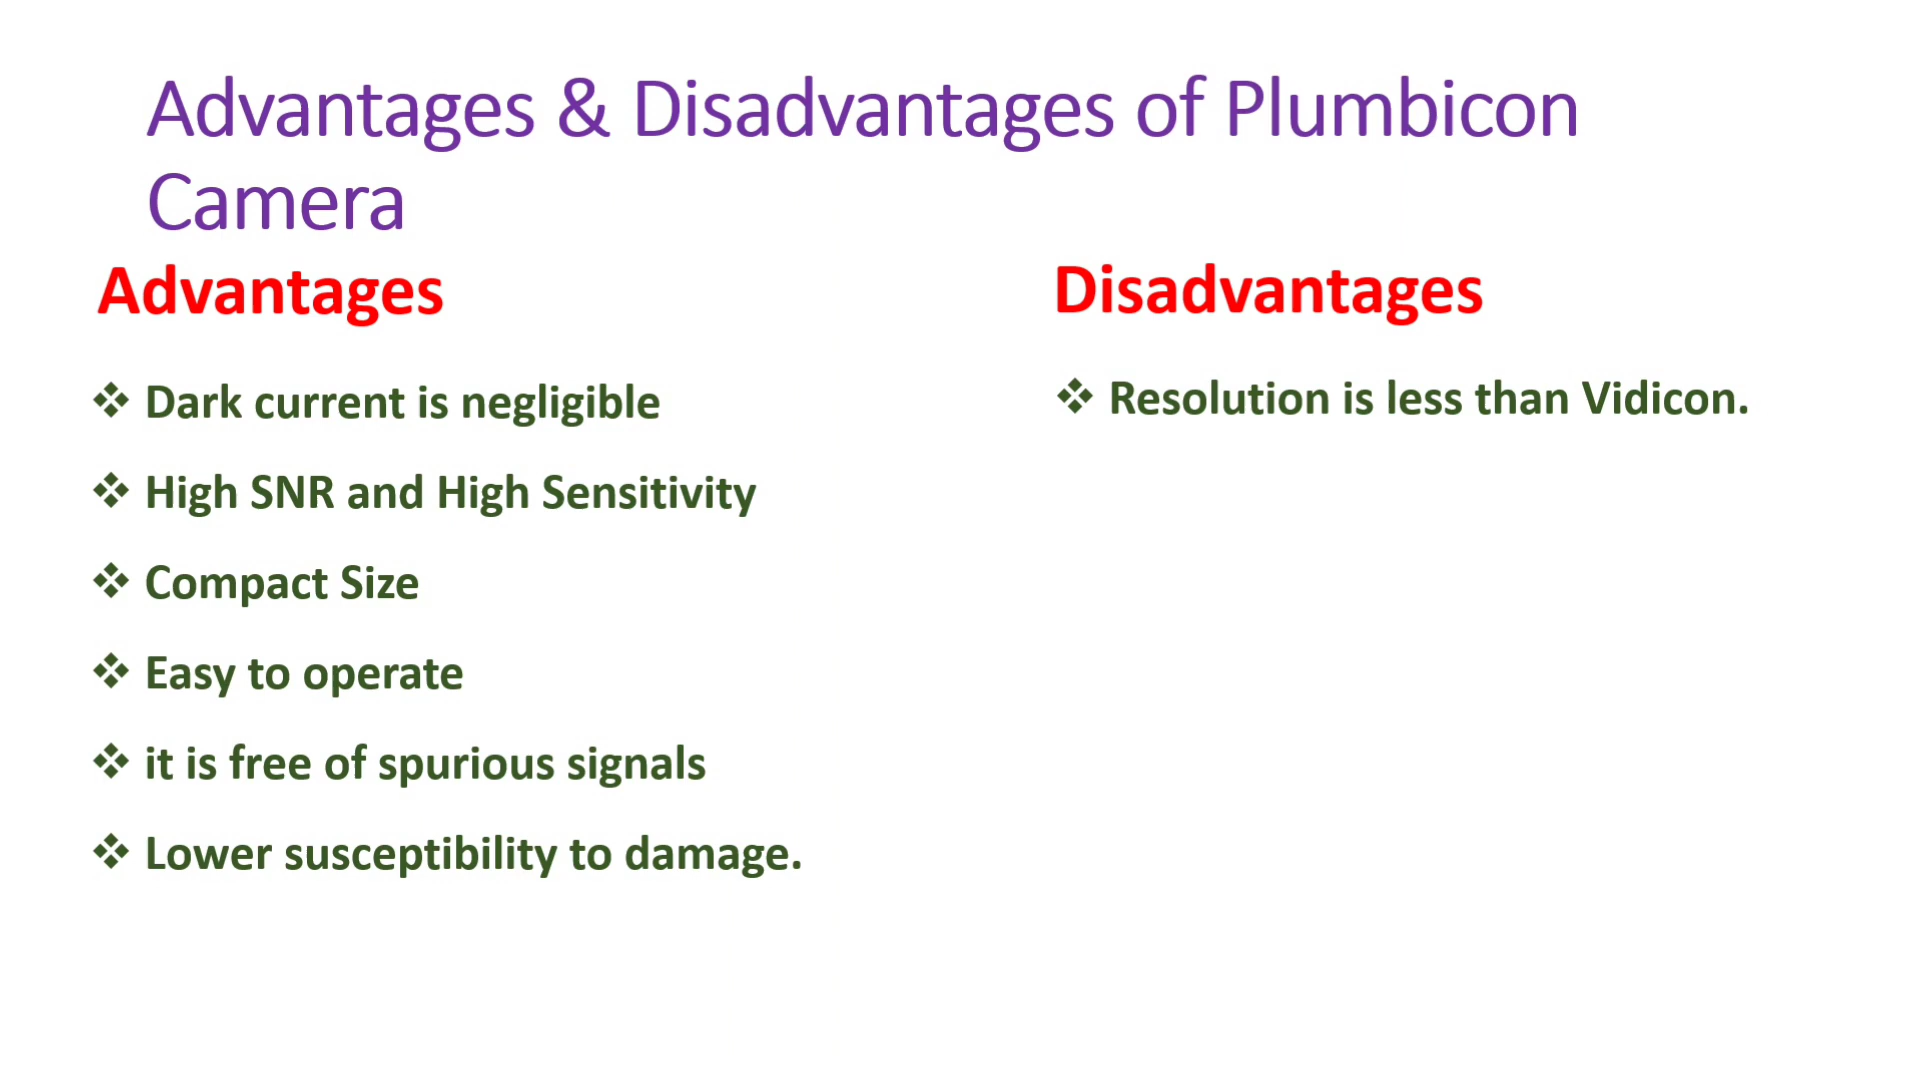 Advantages & Disadvantages of Plumbicon
Camera
Advantages
❖ Dark current is negligible
❖ High SNR and High Sensitivity
❖ Compact Size
❖ Easy to operate
❖ it is free of spurious signals
❖ Lower susceptibility to damage.
Disadvantages
❖ Resolution is less than Vidicon.